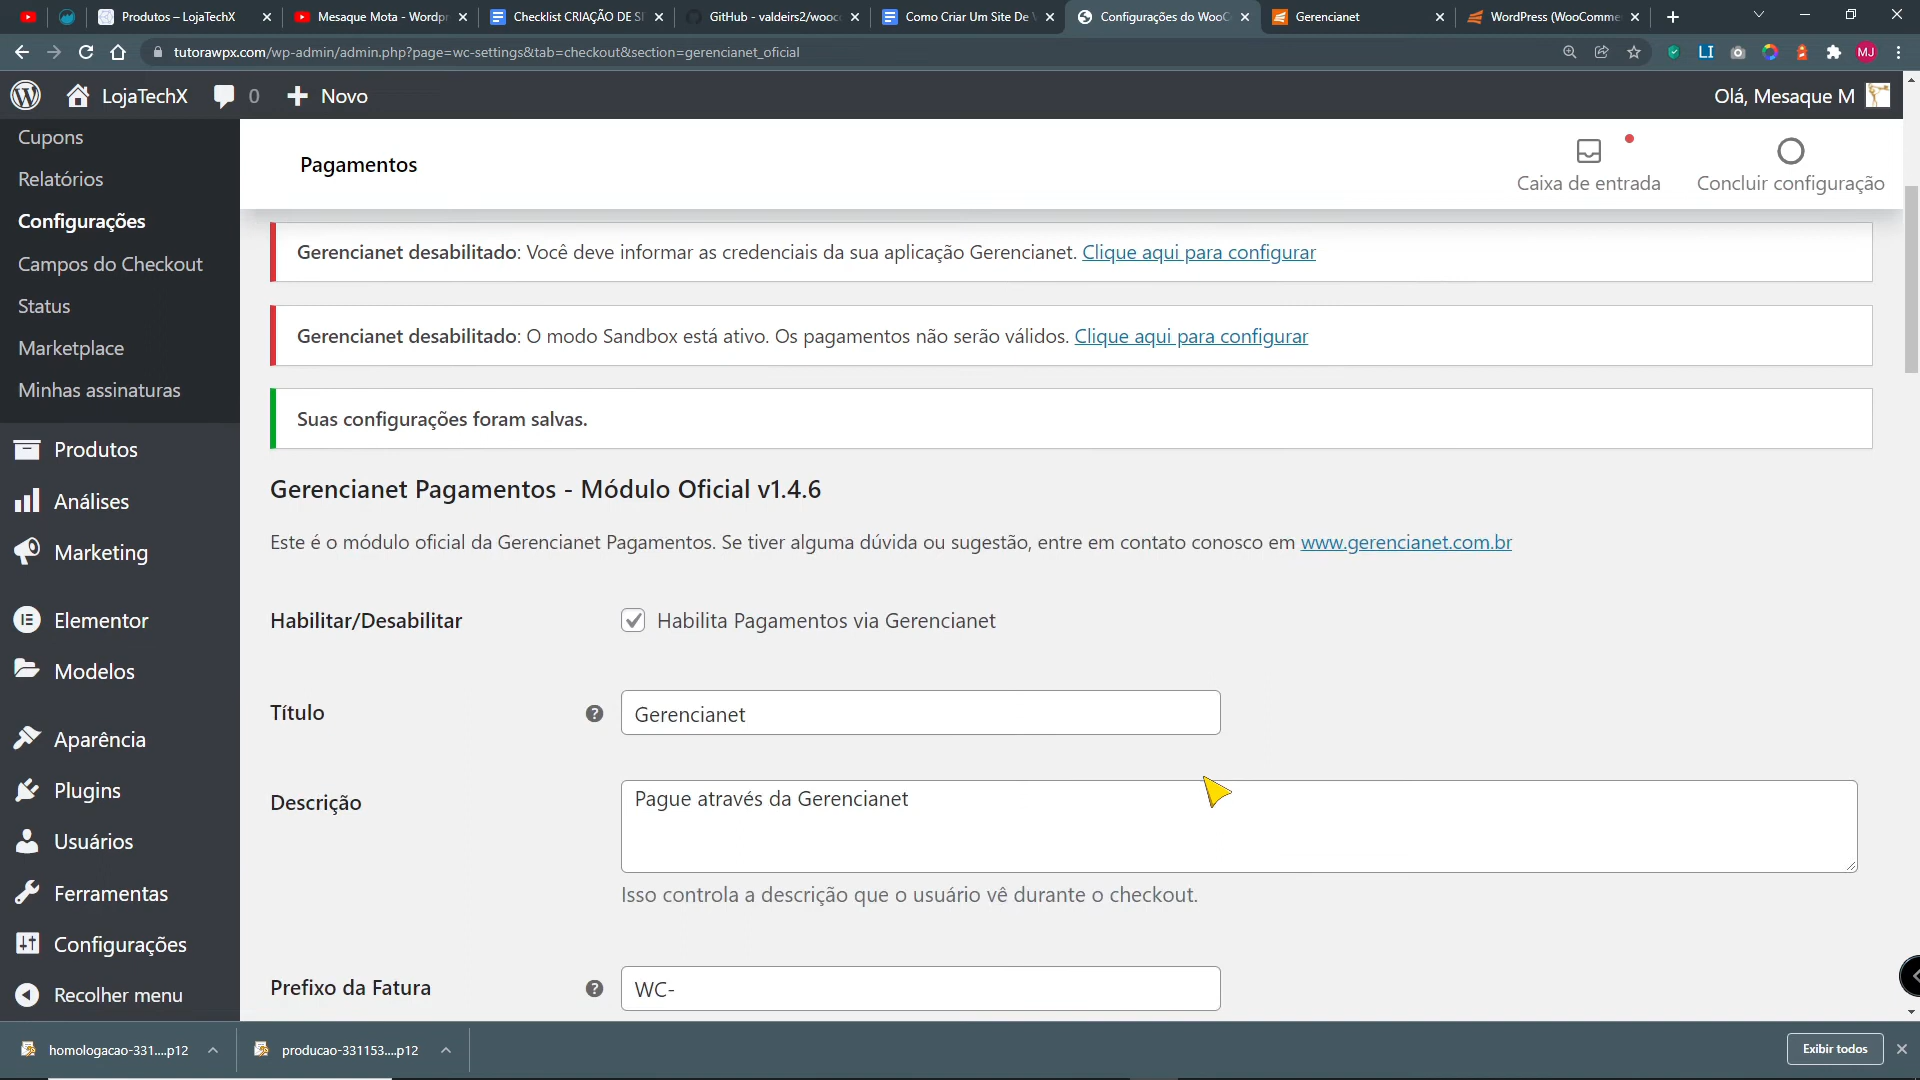 Produtos – LojaTechX
Mesaque Mota - Wordpr
Checklist CRIAÇÃO DE SI
GitHub - valdeirs2/wooc
Como Criar Um Site De V
Configurações do WooC
Gerencianet
WordPress (WooComme
tutorawpx.com/wp-admin/admin.php?page=wc-settings&tab=checkout&section=gerencianet_oficial
LI
MJ
LojaTechX
0
Novo
Olá, Mesaque M
Cupons
Relatórios
Configurações
Campos do Checkout
Status
Marketplace
Minhas assinaturas
Produtos
Análises
Marketing
Elementor
Modelos
Aparência
Plugins
Usuários
Ferramentas
Configurações
Recolher menu
Pagamentos
Caixa de entrada
Concluir configuração
Gerencianet desabilitado: Você deve informar as credenciais da sua aplicação Gerencianet. Clique aqui para configurar
Gerencianet desabilitado: O modo Sandbox está ativo. Os pagamentos não serão válidos. Clique aqui para configurar
Suas configurações foram salvas.
Gerencianet Pagamentos - Módulo Oficial v1.4.6
Este é o módulo oficial da Gerencianet Pagamentos. Se tiver alguma dúvida ou sugestão, entre em contato conosco em www.gerencianet.com.br
Habilitar/Desabilitar
Habilita Pagamentos via Gerencianet
Título
Gerencianet
Descrição
Pague através da Gerencianet
Isso controla a descrição que o usuário vê durante o checkout.
Prefixo da Fatura
WC-
homologacao-331....p12
producao-331153....p12
Exibir todos